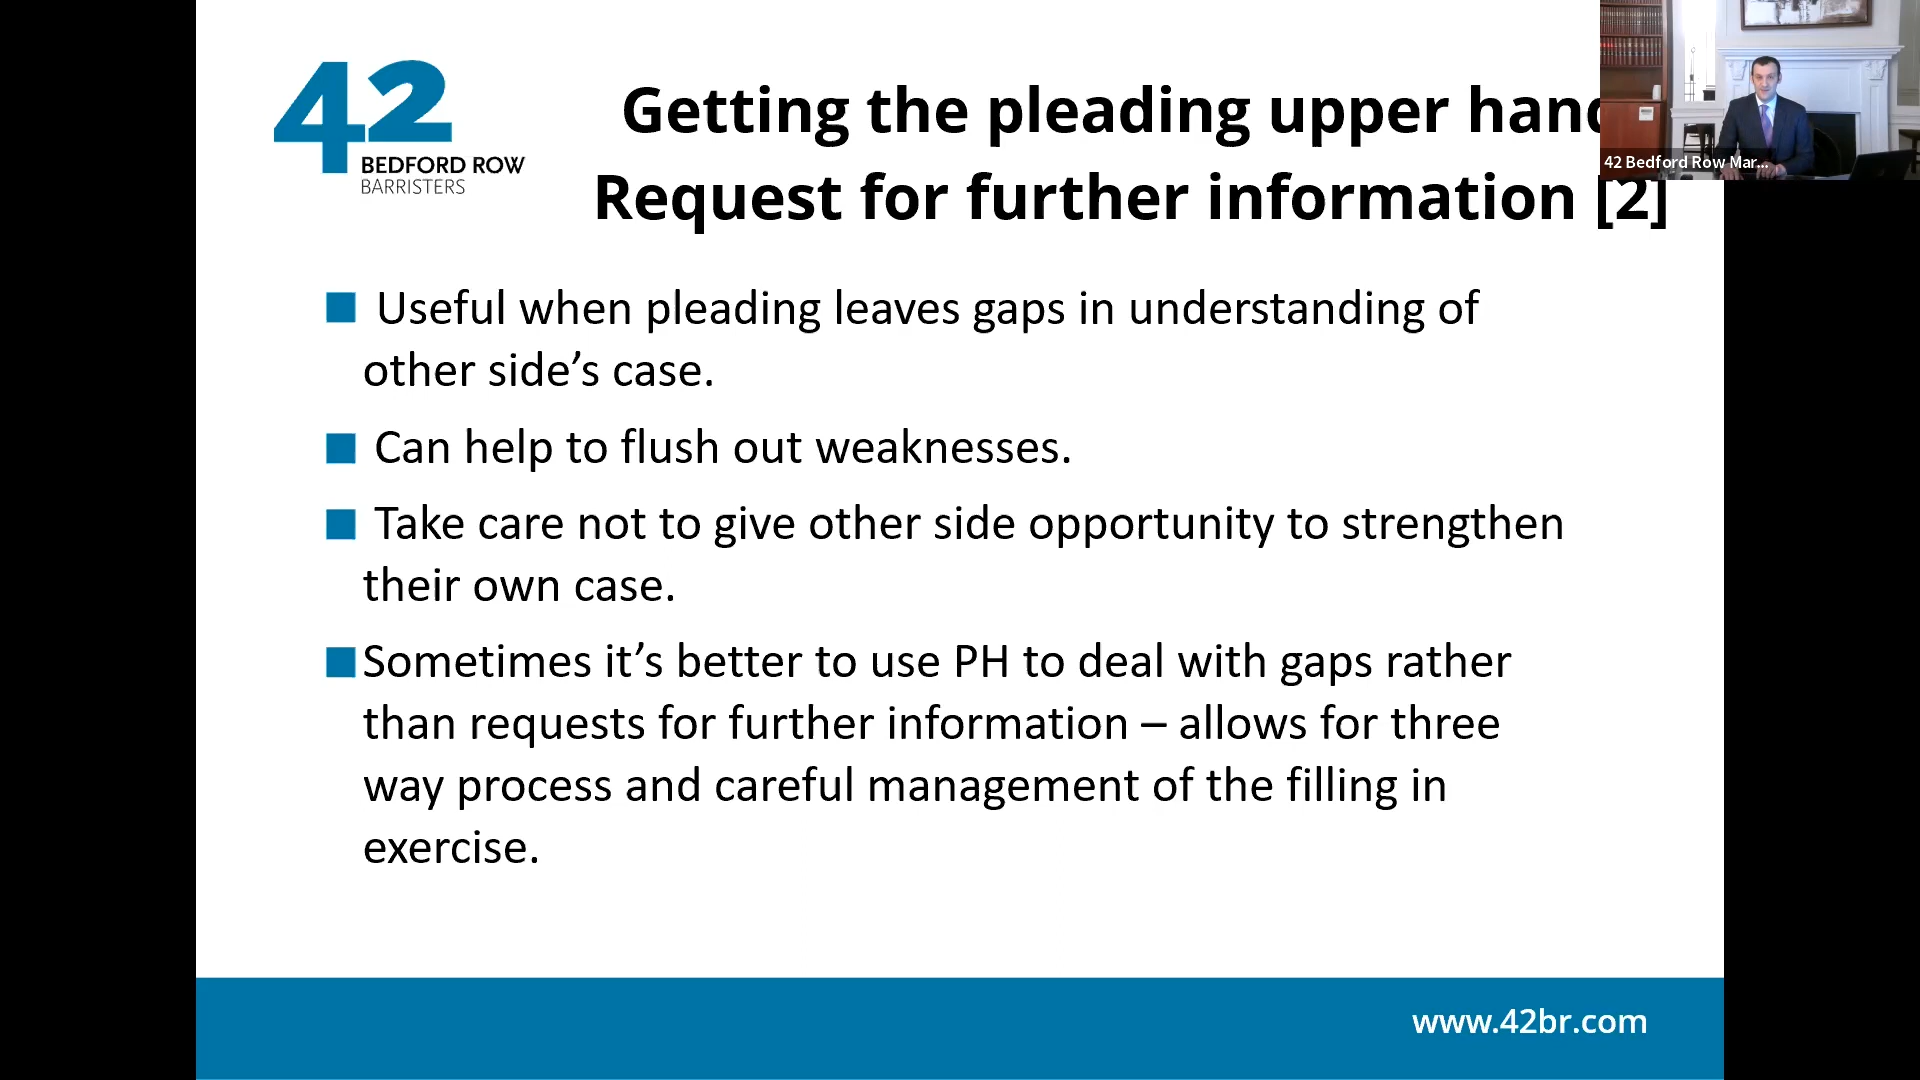 42
BEDFORD ROW
BARRISTERS
Getting the pleading upper hand
Request for further information [2]
42 Bedford Row Mar...
■ Useful when pleading leaves gaps in understanding of
other side’s case.
■ Can help to flush out weaknesses.
■ Take care not to give other side opportunity to strengthen
their own case.
■ Sometimes it’s better to use PH to deal with gaps rather
than requests for further information – allows for three
way process and careful management of the filling in
exercise.
www.42br.com